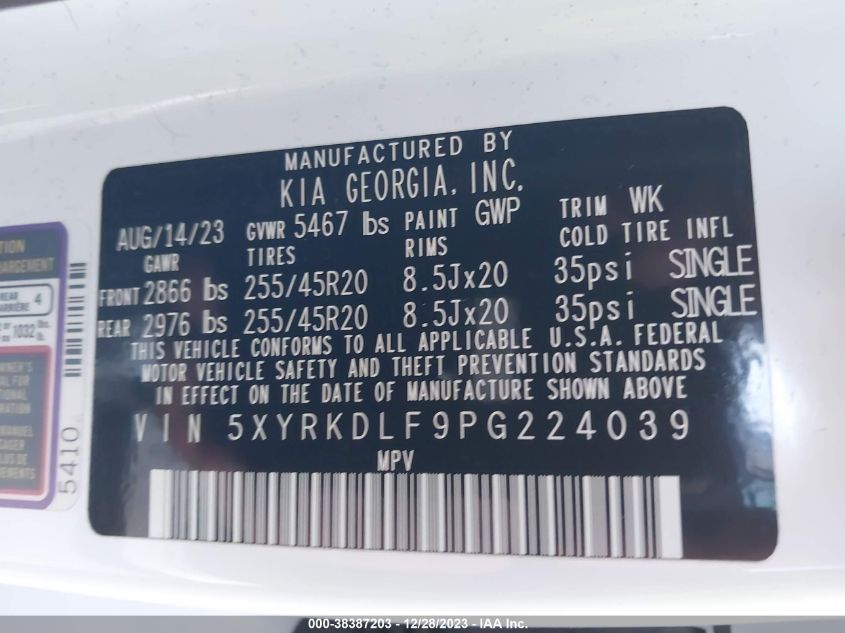 MANUFACTURED BY
KIA GEORGIA, INC.
AUG/14/23 GVWR 5467 lbs PAINT GWP TRIM WK
GAWR TIRES RIMS COLD TIRE INFL
FRONT 2866 lbs 255/45R20 8.5Jx20 35psi SINGLE
REAR 2976 lbs 255/45R20 8.5Jx20 35psi SINGLE
THIS VEHICLE CONFORMS TO ALL APPLICABLE U.S.A. FEDERAL
MOTOR VEHICLE SAFETY AND THEFT PREVENTION STANDARDS
IN EFFECT ON THE DATE OF MANUFACTURE SHOWN ABOVE
VIN 5XYRKDLF9PG224039
MPV
REAR 4
1032
5410
000-38387203 - 12/28/2023 - IAA Inc.